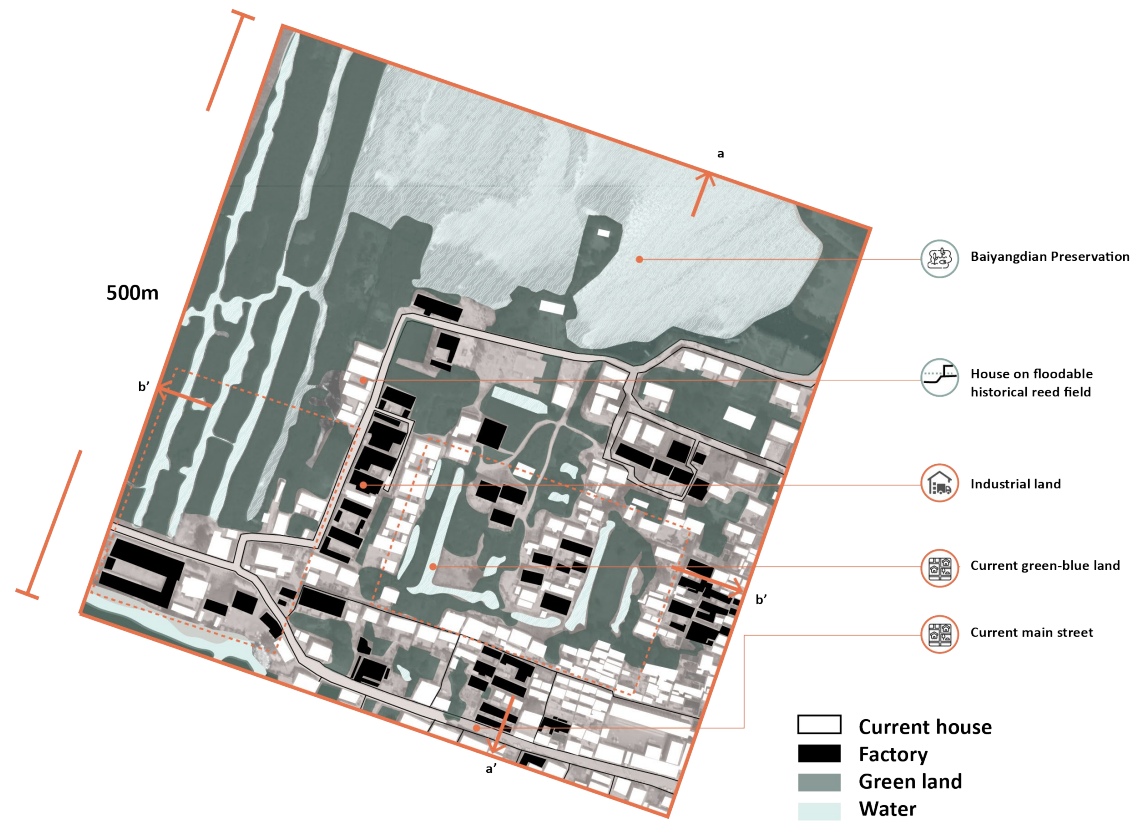 a
Baiyangdian Preservation
500m
House on floodable
historical reed field
b’
Industrial land
Current green-blue land
b’
Current main street
Current house
Factory
a’
Green land
Water